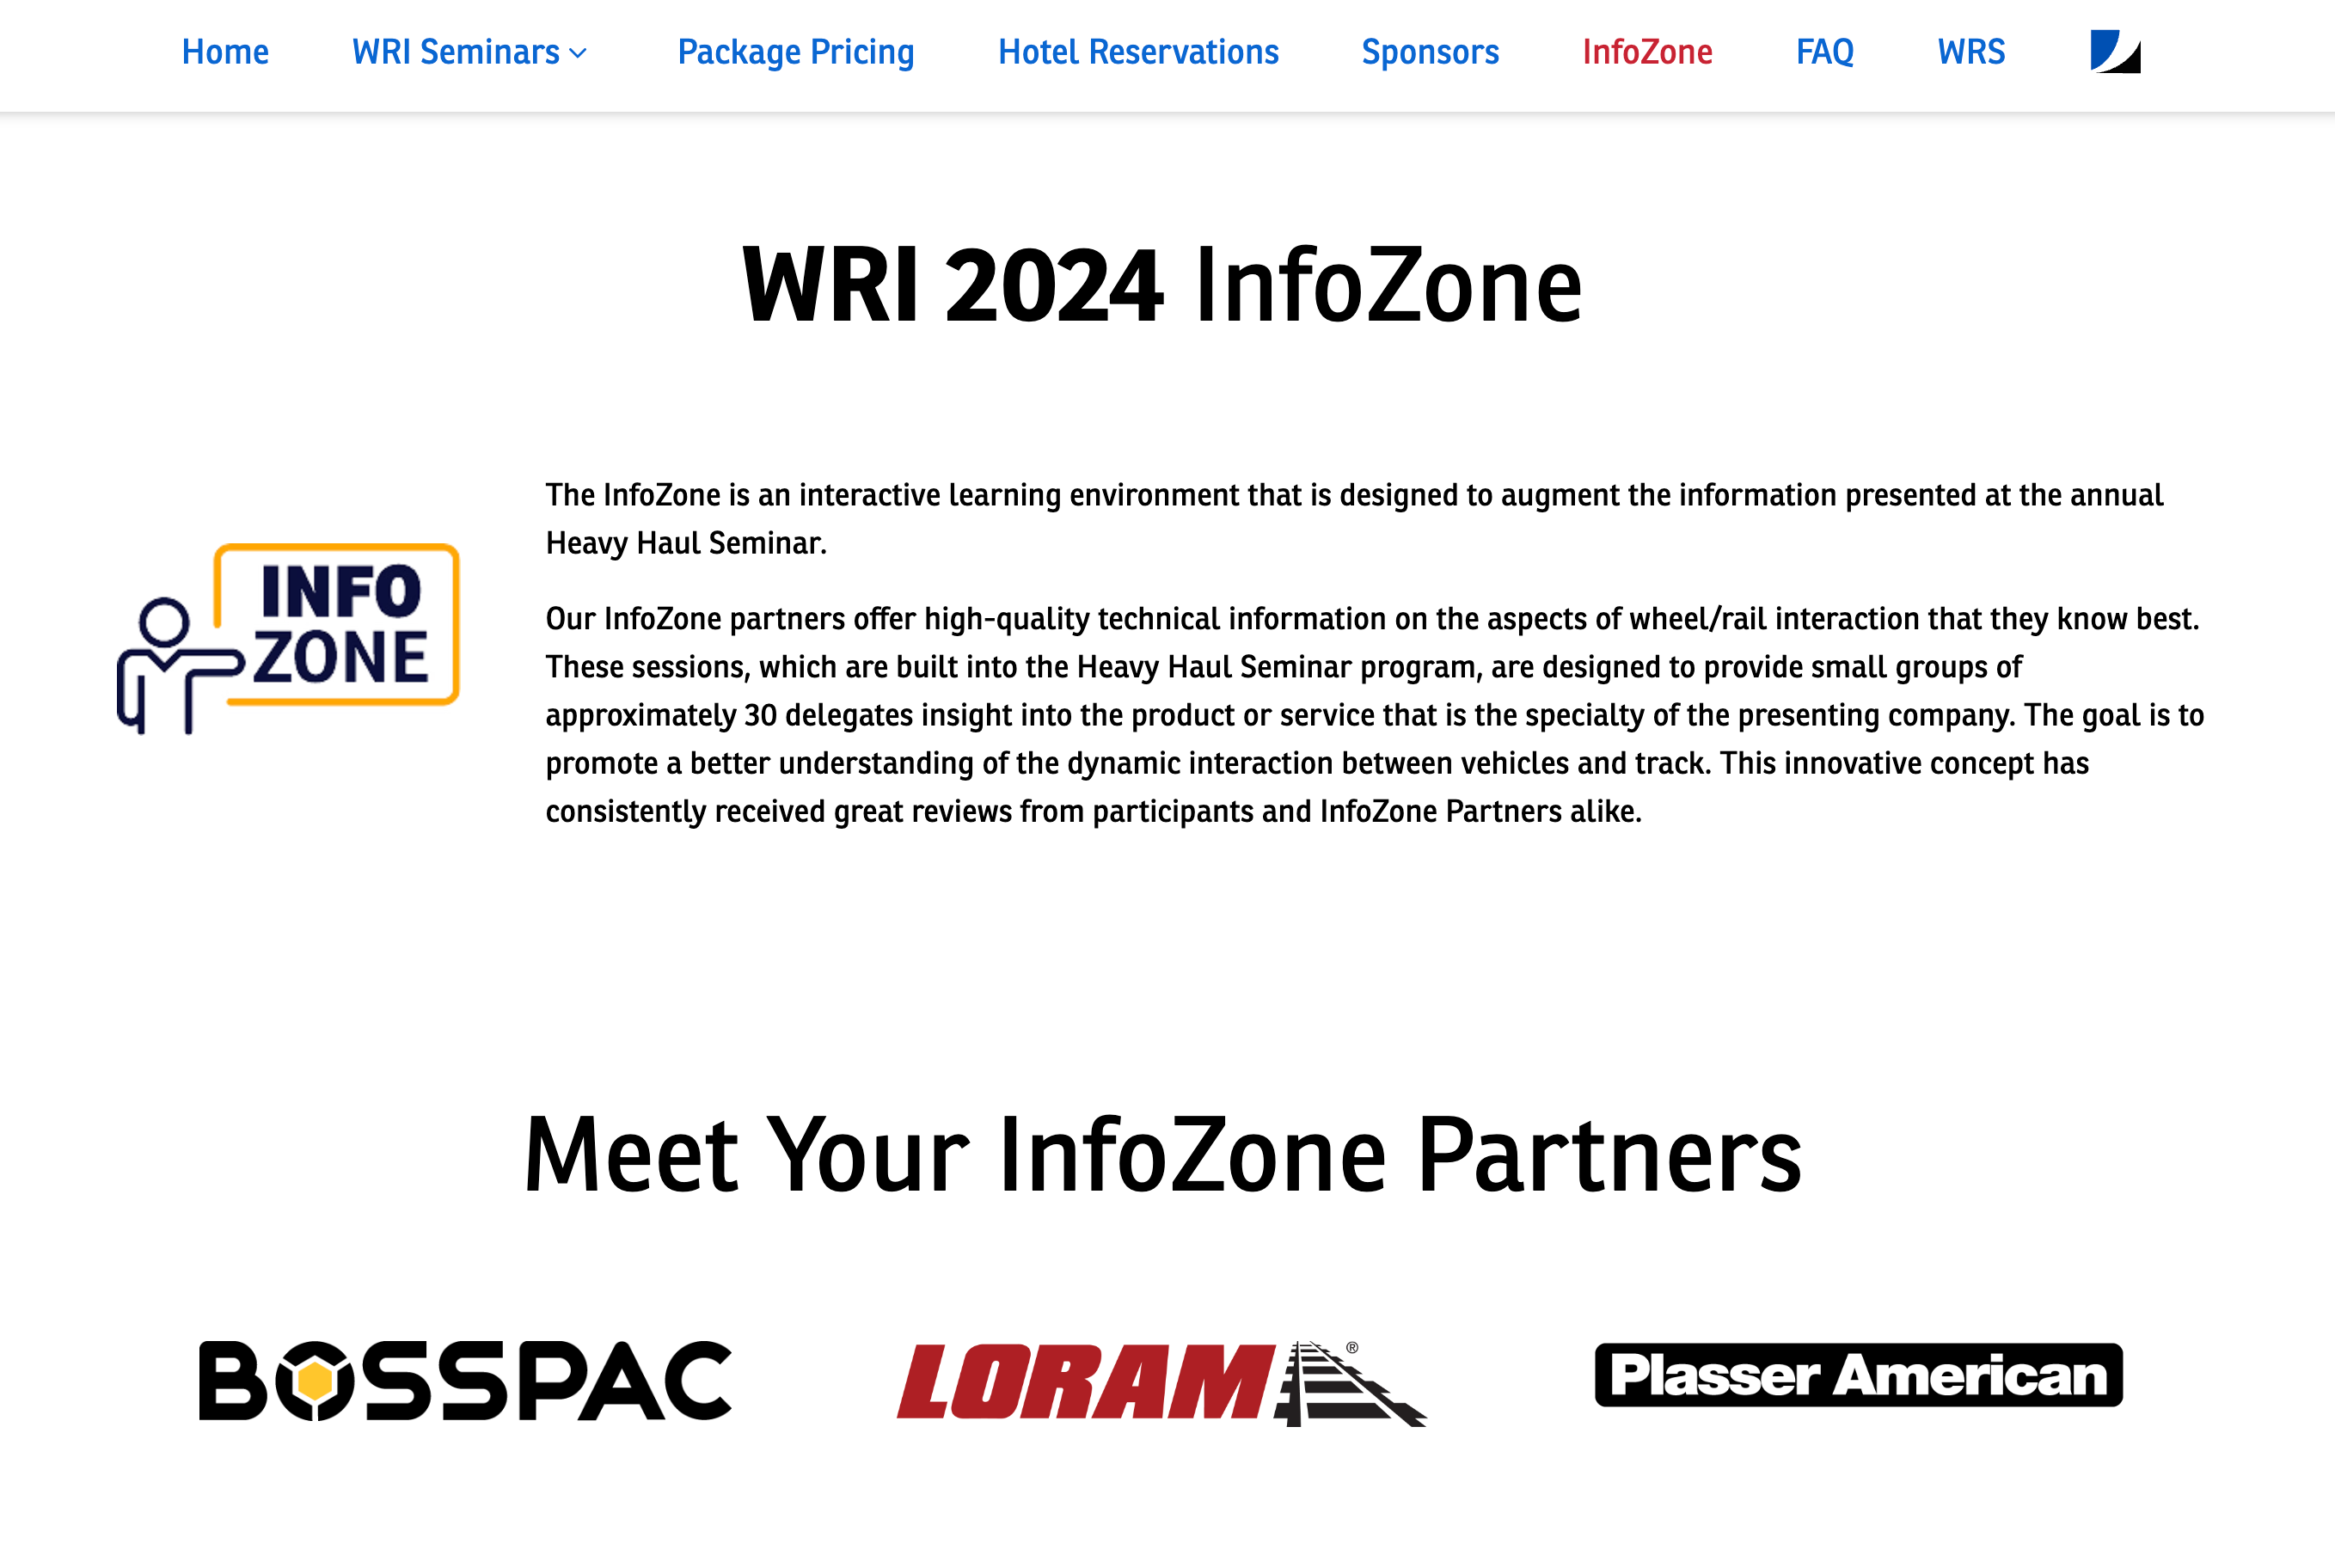 Home WRI Seminars Package Pricing Hotel Reservations Sponsors InfoZone FAQ WRS
WRI 2024 InfoZone
The InfoZone is an interactive learning environment that is designed to augment the information presented at the annual
Heavy Haul Seminar.
INFO
ZONE
Our InfoZone partners offer high-quality technical information on the aspects of wheel/rail interaction that they know best.
These sessions, which are built into the Heavy Haul Seminar program, are designed to provide small groups of
approximately 30 delegates insight into the product or service that is the specialty of the presenting company. The goal is to
promote a better understanding of the dynamic interaction between vehicles and track. This innovative concept has
consistently received great reviews from participants and InfoZone Partners alike.
Meet Your InfoZone Partners
BOSSPAC
LORAM®
Plasser American